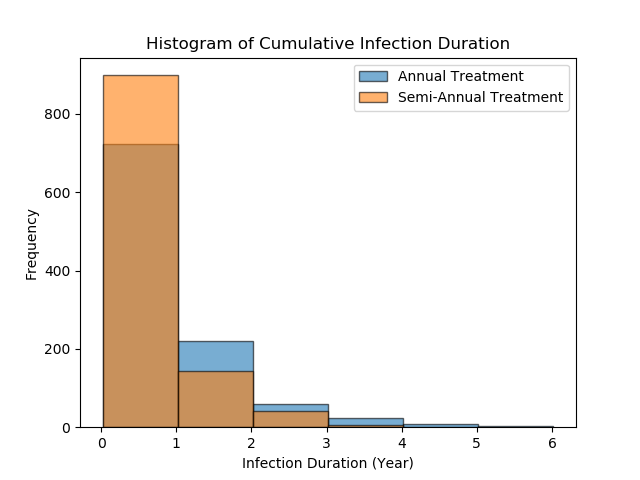 Histogram of Cumulative Infection Duration
Annual Treatment
Semi-Annual Treatment
Frequency
800
600
400
200
0
0 1 2 3 4 5 6
Infection Duration (Year)